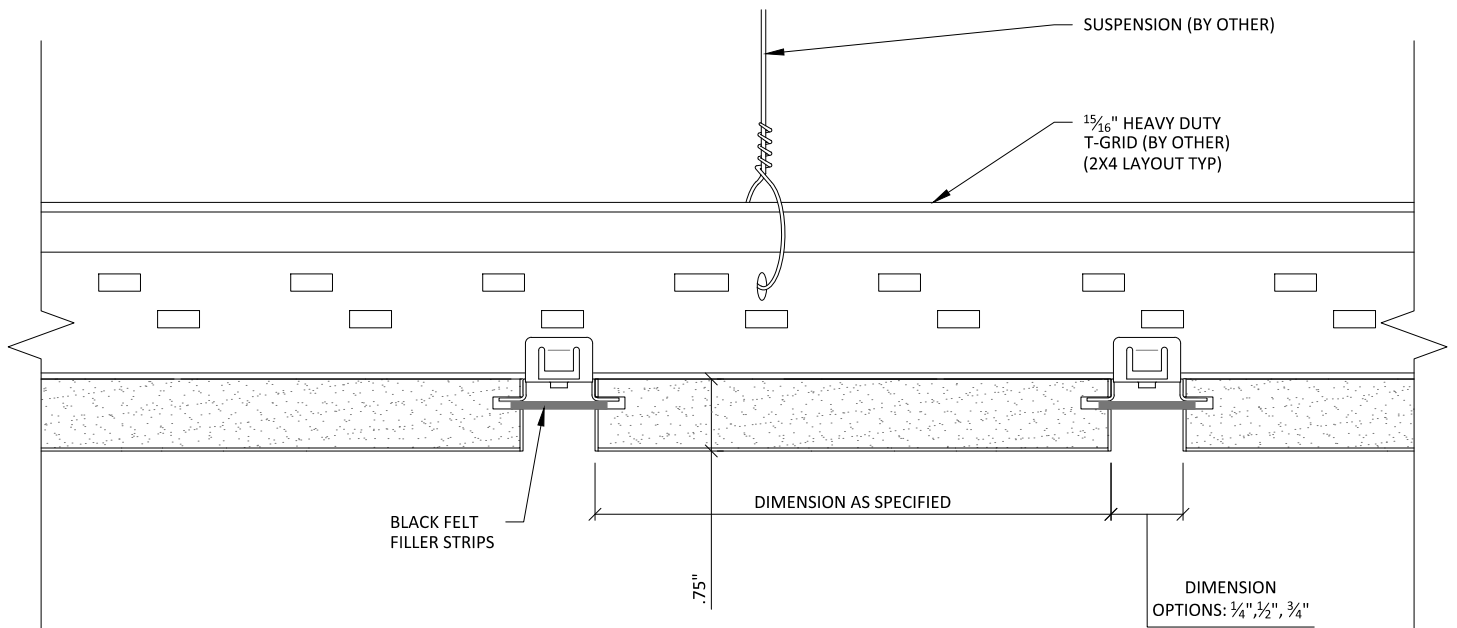 SUSPENSION (BY OTHER)
15⁄16" HEAVY DUTY
T-GRID (BY OTHER)
(2X4 LAYOUT TYP)
DIMENSION AS SPECIFIED
BLACK FELT
FILLER STRIPS
.75"
DIMENSION
OPTIONS: ¼",½", ¾"